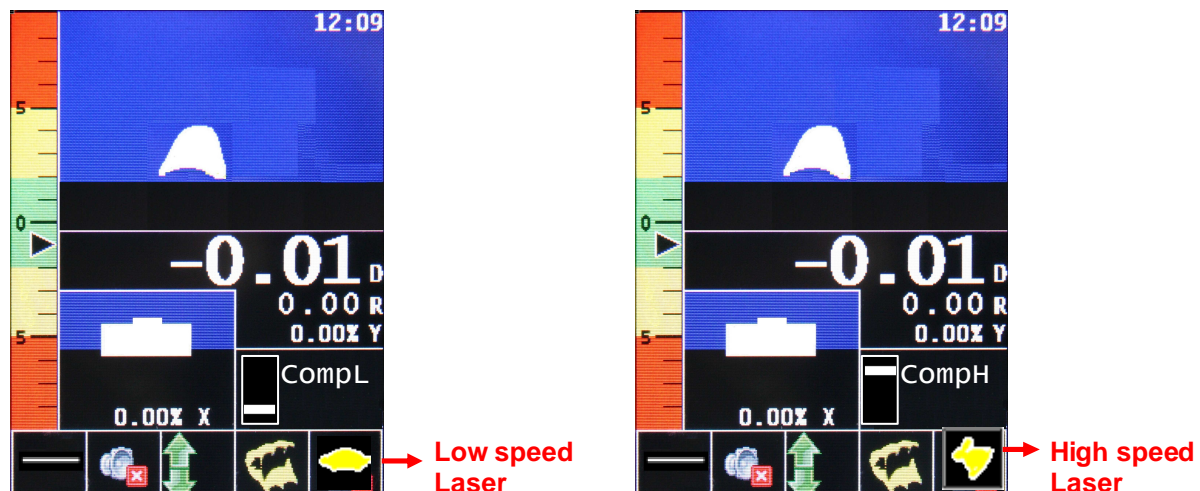 12:09
5
0
-0.01 D
0.00 R
0.00% Y
5
CompL
0.00% X
Low speed
Laser
12:09
5
0
-0.01 D
0.00 R
0.00% Y
5
CompH
0.00% X
High speed
Laser